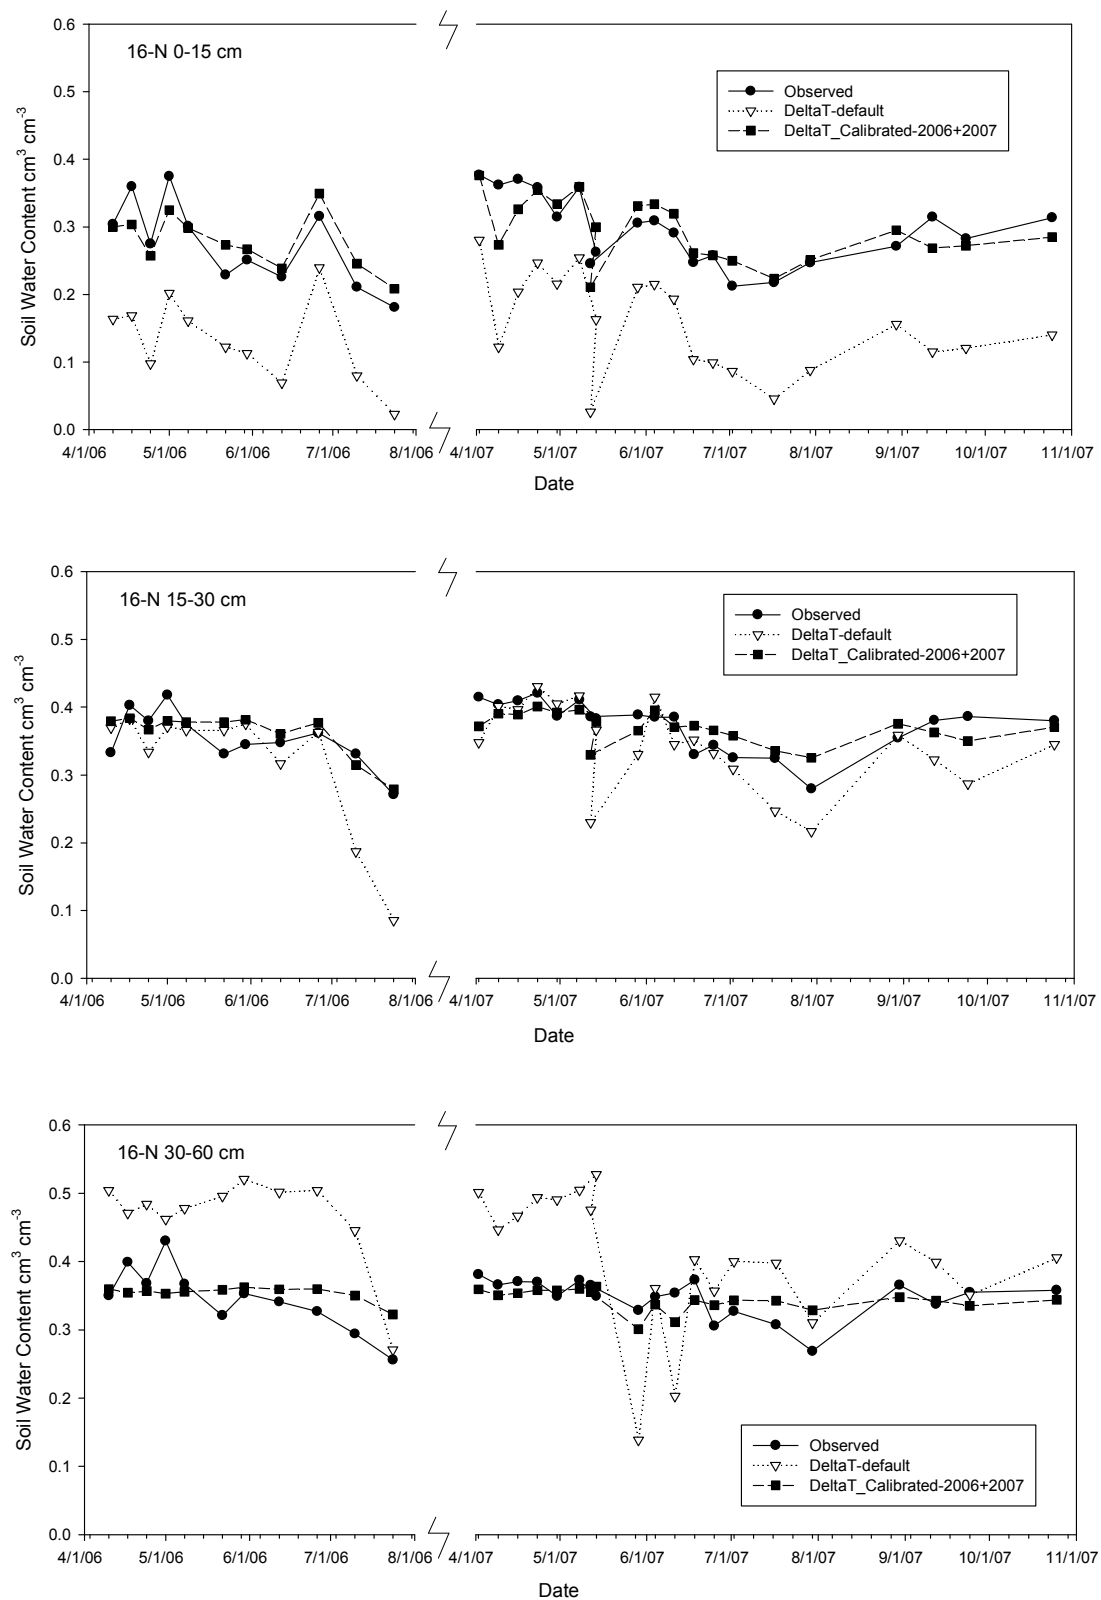 16-N 0-15 cm
Soil Water Content cm³ cm⁻³
0.6
0.5
0.4
0.3
0.2
0.1
0.0
Observed
DeltaT-default
DeltaT_Calibrated-2006+2007
4/1/06 5/1/06 6/1/06 7/1/06 8/1/06 4/1/07 5/1/07 6/1/07 7/1/07 8/1/07 9/1/07 10/1/07 11/1/07
Date
16-N 15-30 cm
Soil Water Content cm³ cm⁻³
0.6
0.5
0.4
0.3
0.2
0.1
0.0
Observed
DeltaT-default
DeltaT_Calibrated-2006+2007
4/1/06 5/1/06 6/1/06 7/1/06 8/1/06 4/1/07 5/1/07 6/1/07 7/1/07 8/1/07 9/1/07 10/1/07 11/1/07
Date
16-N 30-60 cm
Soil Water Content cm³ cm⁻³
0.6
0.5
0.4
0.3
0.2
0.1
0.0
Observed
DeltaT-default
DeltaT_Calibrated-2006+2007
4/1/06 5/1/06 6/1/06 7/1/06 8/1/06 4/1/07 5/1/07 6/1/07 7/1/07 8/1/07 9/1/07 10/1/07 11/1/07
Date